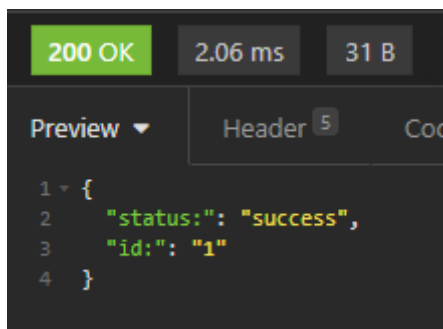 200 OK 2.06 ms 31 B
Preview Header 5 Coo
1 {
2 "status:": "success",
3 "id:": "1"
4 }